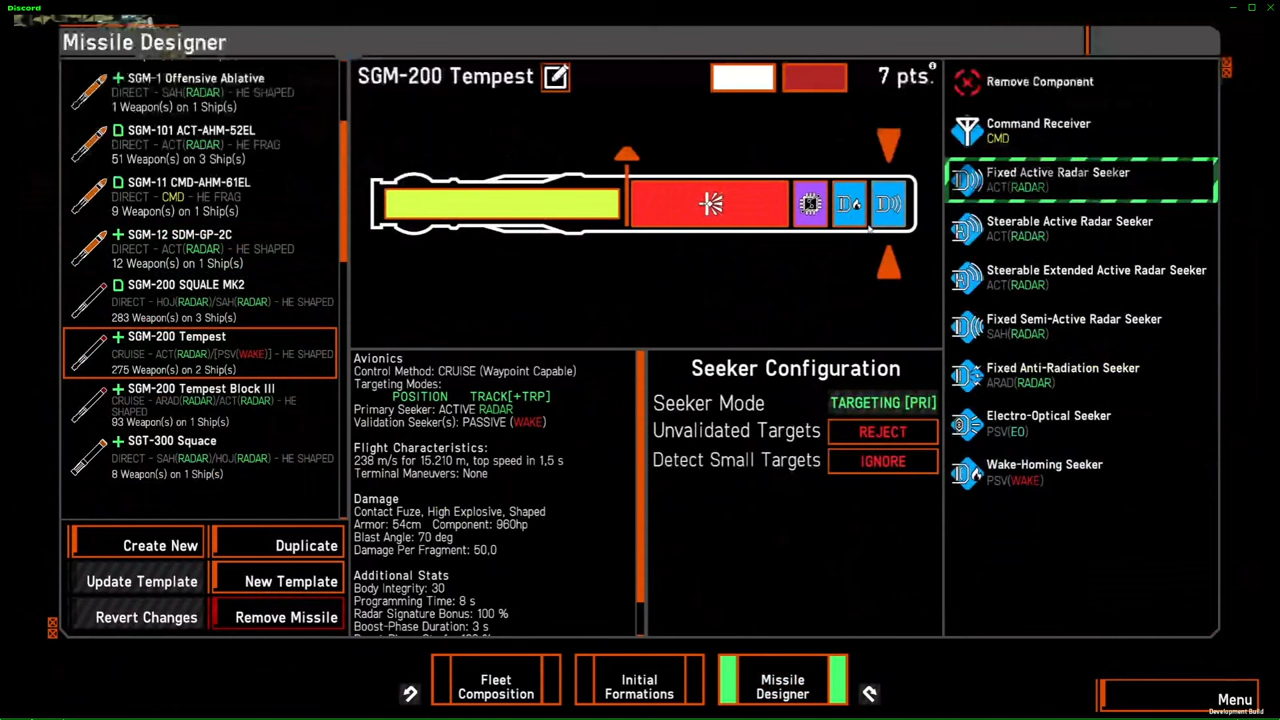 Discord
Missile Designer
SGM-1 Offensive Ablative
DIRECT - SAH(RADAR) - HE SHAPED
1 Weapon(s) on 1 Ship(s)
SGM-101 ACT-AHM-52EL
DIRECT - ACT(RADAR) - HE FRAG
51 Weapon(s) on 3 Ship(s)
SGM-11 CMD-AHM-61EL
DIRECT - CMD - HE FRAG
9 Weapon(s) on 1 Ship(s)
SGM-12 SDM-GP-2C
DIRECT - ACT(RADAR) - HE FRAG
12 Weapon(s) on 1 Ship(s)
SGM-200 SQUALE MK2
DIRECT - HOJ(RADAR)/SAH(RADAR) - HE SHAPED
283 Weapon(s) on 3 Ship(s)
SGM-200 Tempest
CRUISE - ACT(RADAR)/[PSV(WAKE)] - HE SHAPED
275 Weapon(s) on 2 Ship(s)
SGM-200 Tempest Block III
CRUISE - ARAD(RADAR)/ACT(RADAR) - HE
SHAPED
93 Weapon(s) on 1 Ship(s)
SGT-300 Squace
DIRECT - SAH(RADAR)/HOJ(RADAR) - HE SHAPED
8 Weapon(s) on 1 Ship(s)
Create New
Duplicate
Update Template
New Template
Revert Changes
Remove Missile
SGM-200 Tempest
7 pts.
Avionics
Control Method: CRUISE (Waypoint Capable)
Targeting Modes:
POSITION TRACK[+TRP]
Primary Seeker: ACTIVE RADAR
Validation Seeker(s): PASSIVE (WAKE)
Flight Characteristics:
238 m/s for 15.210 m, top speed in 1,5 s
Terminal Maneuvers: None
Damage
Contact Fuze, High Explosive, Shaped
Armor: 54cm Component: 960hp
Blast Angle: 70 deg
Damage Per Fragment: 50,0
Additional Stats
Body Integrity: 30
Programming Time: 8 s
Radar Signature Bonus: 100 %
Boost-Phase Duration: 3 s
Seeker Configuration
Seeker Mode
TARGETING [PRI]
Unvalidated Targets
REJECT
Detect Small Targets
IGNORE
Remove Component
Command Receiver
CMD
Fixed Active Radar Seeker
ACT(RADAR)
Steerable Active Radar Seeker
ACT(RADAR)
Steerable Extended Active Radar Seeker
ACT(RADAR)
Fixed Semi-Active Radar Seeker
SAH(RADAR)
Fixed Anti-Radiation Seeker
ARAD(RADAR)
Electro-Optical Seeker
PSV(EO)
Wake-Homing Seeker
PSV(WAKE)
Fleet
Composition
Initial
Formations
Missile
Designer
Menu
Development Build